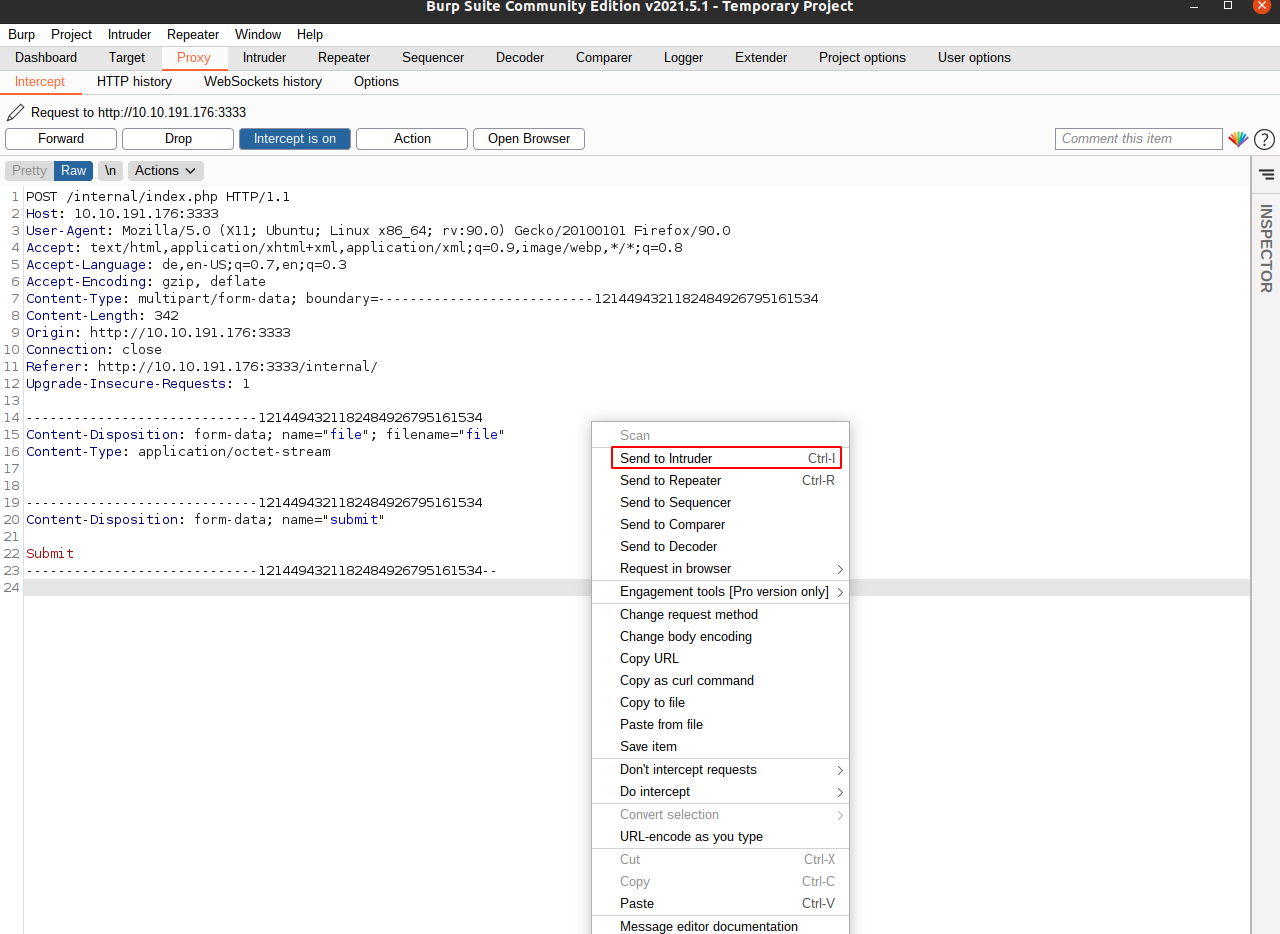 Burp Suite Community Edition v2021.5.1 - Temporary Project
Burp Project Intruder Repeater Window Help
Dashboard Target Proxy Intruder Repeater Sequencer Decoder Comparer Logger Extender Project options User options
Intercept HTTP history WebSockets history Options
Request to http://10.10.191.176:3333
Forward Drop Intercept is on Action Open Browser Comment this item ?
Pretty Raw \n Actions
INSPECTOR
1 POST /internal/index.php HTTP/1.1
2 Host: 10.10.191.176:3333
3 User-Agent: Mozilla/5.0 (X11; Ubuntu; Linux x86_64; rv:90.0) Gecko/20100101 Firefox/90.0
4 Accept: text/html,application/xhtml+xml,application/xml;q=0.9,image/webp,*/*;q=0.8
5 Accept-Language: de,en-US;q=0.7,en;q=0.3
6 Accept-Encoding: gzip, deflate
7 Content-Type: multipart/form-data; boundary=---------------------------1214494321182484926795161534
8 Content-Length: 342
9 Origin: http://10.10.191.176:3333
10 Connection: close
11 Referer: http://10.10.191.176:3333/internal/
12 Upgrade-Insecure-Requests: 1
13
14 -----------------------------1214494321182484926795161534
15 Content-Disposition: form-data; name="file"; filename="file"
16 Content-Type: application/octet-stream
17
18
19 -----------------------------1214494321182484926795161534
20 Content-Disposition: form-data; name="submit"
21
22 Submit
23 -----------------------------1214494321182484926795161534--
24
Scan
Send to Intruder Ctrl-I
Send to Repeater Ctrl-R
Send to Sequencer
Send to Comparer
Send to Decoder
Request in browser
Engagement tools [Pro version only]
Change request method
Change body encoding
Copy URL
Copy as curl command
Copy to file
Paste from file
Save item
Don't intercept requests
Do intercept
Convert selection
URL-encode as you type
Cut Ctrl-X
Copy Ctrl-C
Paste Ctrl-V
Message editor documentation